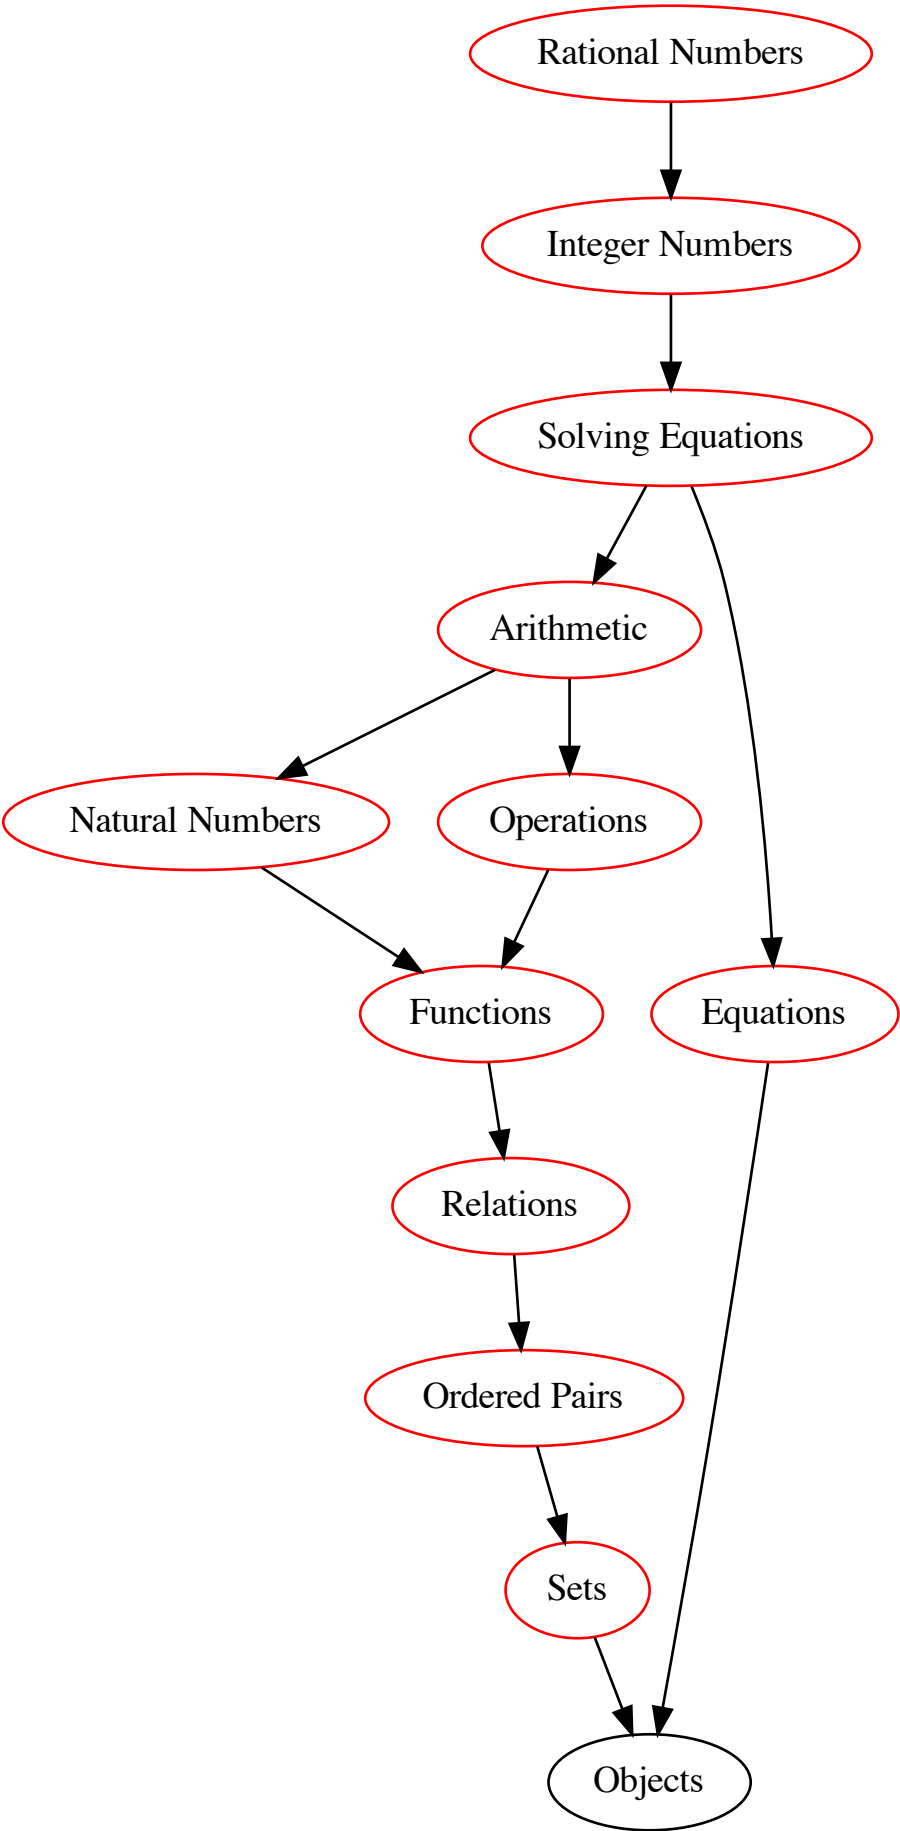 Rational Numbers
Integer Numbers
Solving Equations
Arithmetic
Natural Numbers
Operations
Functions
Equations
Relations
Ordered Pairs
Sets
Objects